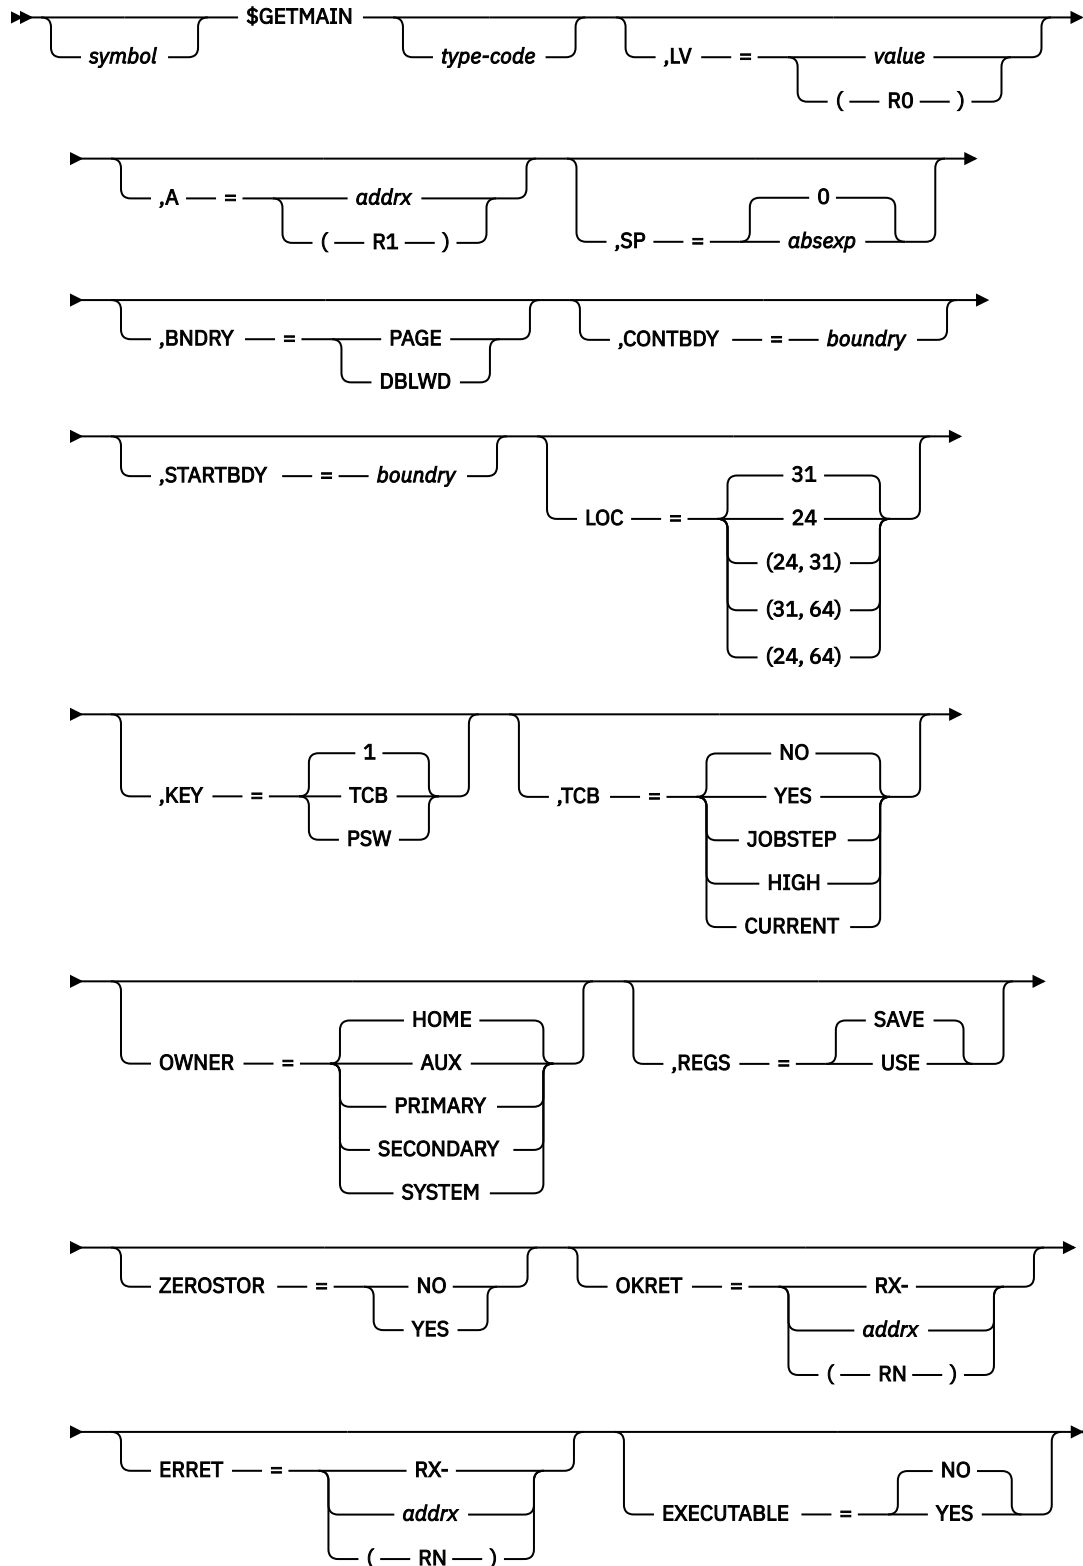 $GETMAIN
symbol type-code ,LV = value
( R0 )
,A = addrx 0
( R1 ) ,SP = absexp
,BNDRY = PAGE ,CONTBDY = boundry
DBLWD
,STARTBDY = boundry 31
LOC = 24
(24, 31)
(31, 64)
(24, 64)
1 NO
,KEY = TCB ,TCB = YES
PSW JOBSTEP
HIGH
CURRENT
HOME SAVE
OWNER = AUX ,REGS = USE
PRIMARY
SECONDARY
SYSTEM
ZEROSTOR = NO OKRET = RX-
YES addrx
( RN )
ERRET = RX- NO
addrx EXECUTABLE = YES
( RN )